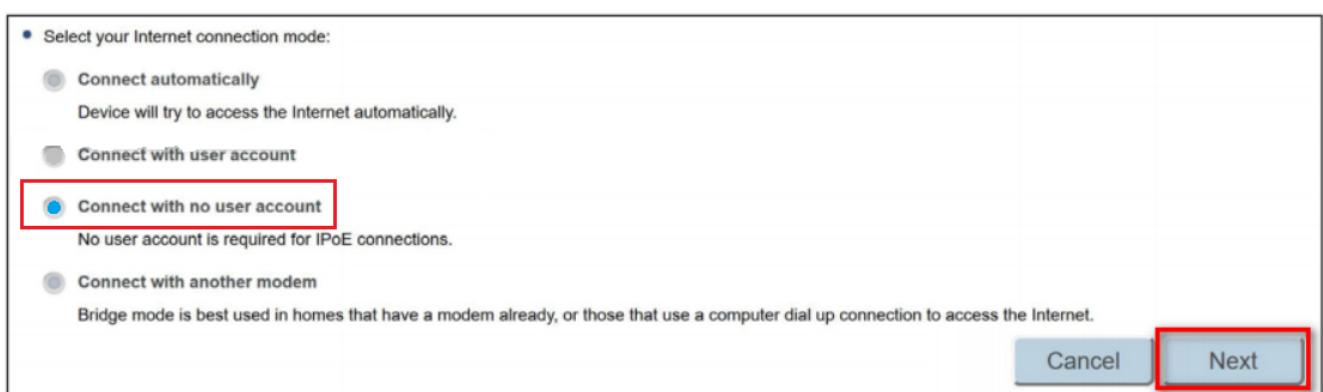 Select your Internet connection mode:
Connect automatically
Device will try to access the Internet automatically.
Connect with user account
Connect with no user account
No user account is required for IPoE connections.
Connect with another modem
Bridge mode is best used in homes that have a modem already, or those that use a computer dial up connection to access the Internet.
Cancel Next